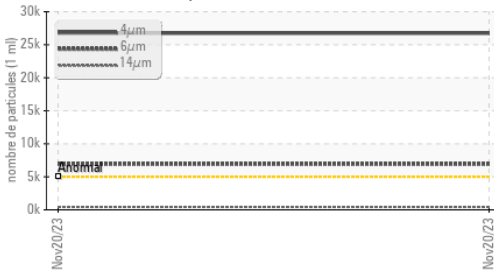 30k
25k
20k
15k
10k
5k
0k
nombre de particules (1 ml)
4µm
6µm
14µm
Anormal
Nov20/23
Nov20/23